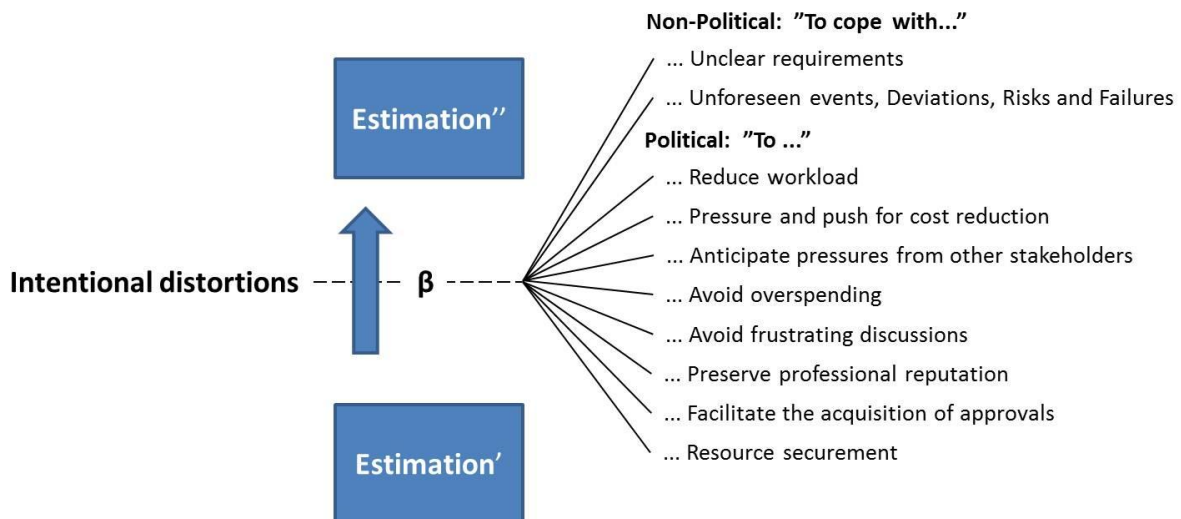 Non-Political: ”To cope with...”
... Unclear requirements
... Unforeseen events, Deviations, Risks and Failures
Political: ”To ...”
... Reduce workload
... Pressure and push for cost reduction
... Anticipate pressures from other stakeholders
... Avoid overspending
... Avoid frustrating discussions
... Preserve professional reputation
... Facilitate the acquisition of approvals
... Resource securement
Estimation′′
Intentional distortions
β
Estimation′